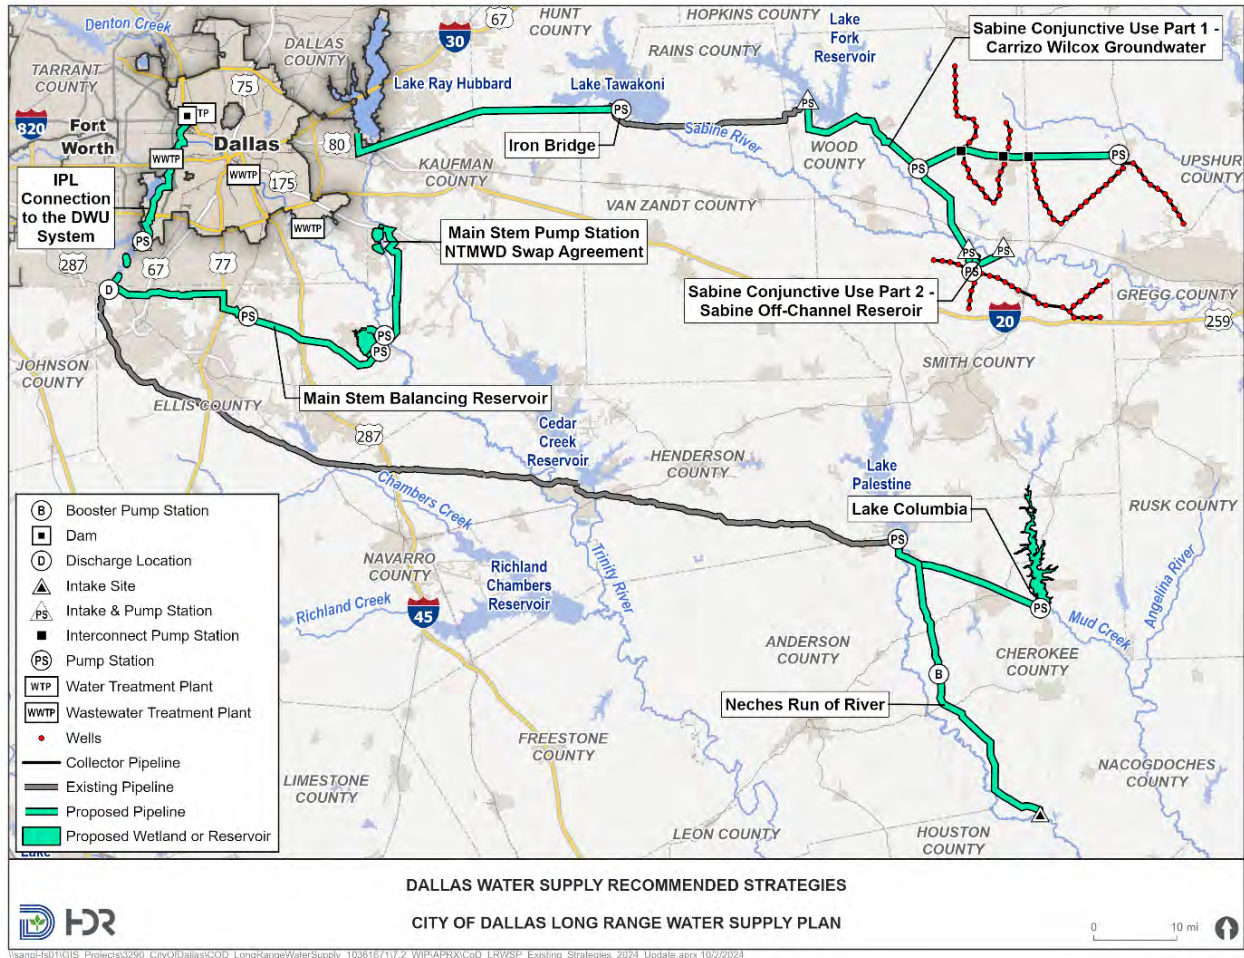 Denton Creek
TARRANT
COUNTY
820
Fort
Worth
75
DALLAS
COUNTY
30
67
HUNT
COUNTY
HOPKINS COUNTY
RAINS COUNTY
Lake
Fork
Reservoir
Sabine Conjunctive Use Part 1 -
Carrizo Wilcox Groundwater
Lake Ray Hubbard
Lake Tawakoni
TP
Dallas
80
PS
PS
Iron Bridge
Sabine River
WOOD
COUNTY
PS
PS
UPSHUR
COUNTY
WWTP
WWTP
175
KAUFMAN
COUNTY
VAN ZANDT COUNTY
IPL
Connection
to the DWU
System
WWTP
PS
Main Stem Pump Station
NTMWD Swap Agreement
287
67
77
PS
PS
PS
Sabine Conjunctive Use Part 2 -
Sabine Off-Channel Reseroir
GREGG COUNTY
20
259
D
PS
PS
PS
JOHNSON
COUNTY
ELLIS COUNTY
Main Stem Balancing Reservoir
SMITH COUNTY
287
Cedar
Creek
Reservoir
HENDERSON
COUNTY
Lake
Palestine
Lake Columbia
RUSK COUNTY
Chambers Creek
PS
NAVARRO
COUNTY
Trinity River
Richland
Chambers
Reservoir
Richland Creek
45
PS
Mud Creek
Angelina River
ANDERSON
COUNTY
CHEROKEE
COUNTY
B
Neches Run of River
FREESTONE
COUNTY
LIMESTONE
COUNTY
NACOGDOCHES
COUNTY
LEON COUNTY
HOUSTON
COUNTY
B Booster Pump Station
Dam
D Discharge Location
Intake Site
PS Intake & Pump Station
Interconnect Pump Station
PS Pump Station
WTP Water Treatment Plant
WWTP Wastewater Treatment Plant
Wells
Collector Pipeline
Existing Pipeline
Proposed Pipeline
Proposed Wetland or Reservoir
Lake
DALLAS WATER SUPPLY RECOMMENDED STRATEGIES
CITY OF DALLAS LONG RANGE WATER SUPPLY PLAN
HDR
0 10 mi